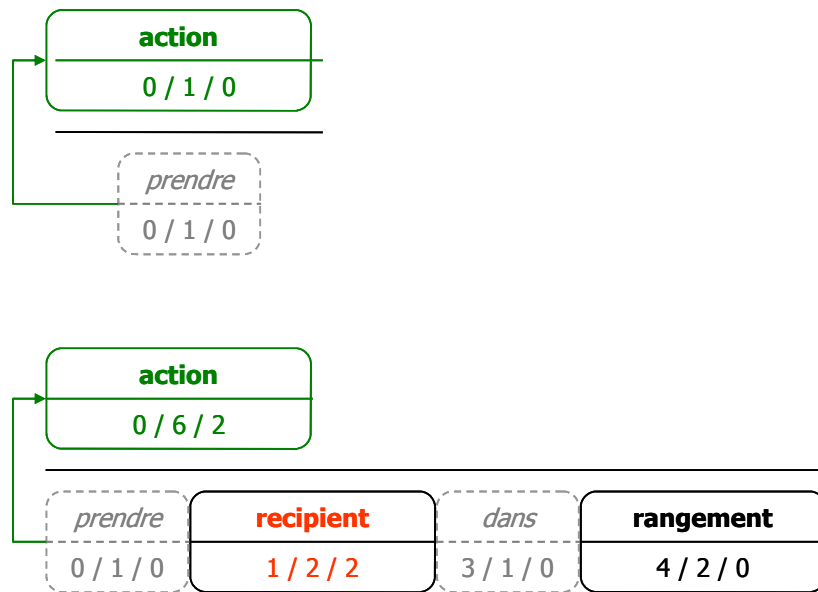 action
0 / 1 / 0
prendre
0 / 1 / 0
action
0 / 6 / 2
prendre recipient dans rangement
0 / 1 / 0 1 / 2 / 2 3 / 1 / 0 4 / 2 / 0